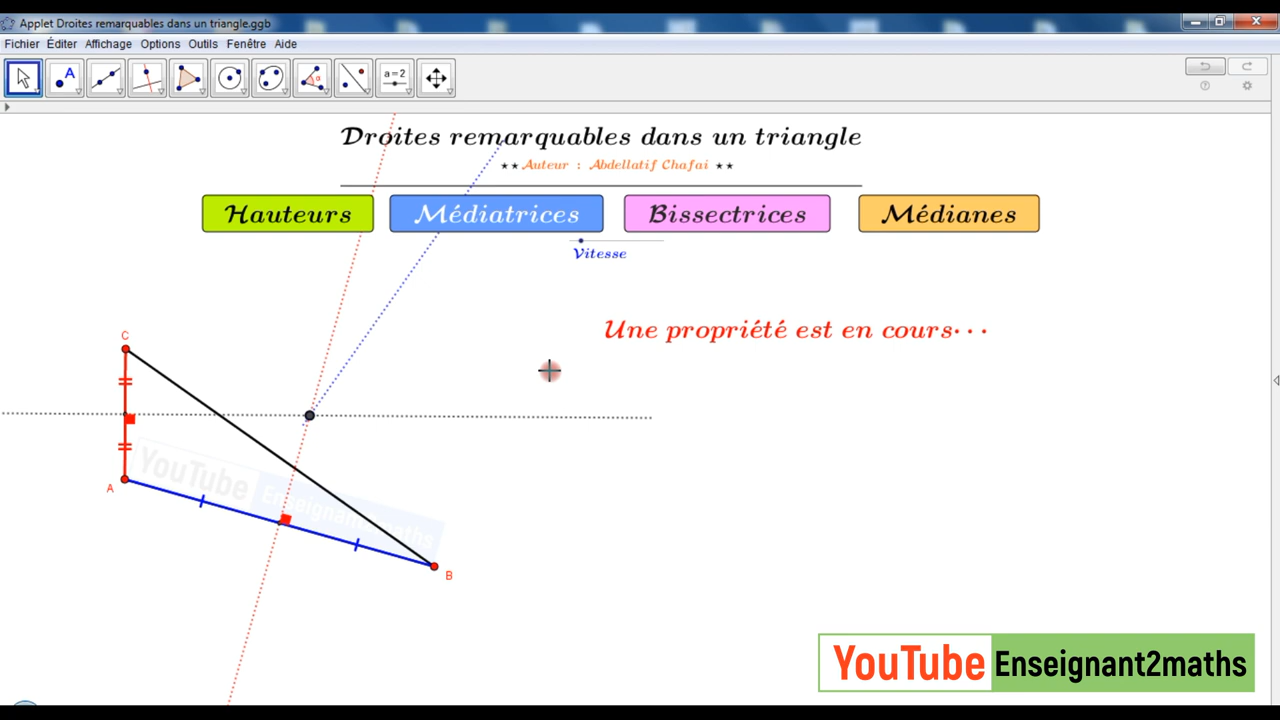 Applet Droites remarquables dans un triangle.ggb
Fichier Éditer Affichage Options Outils Fenêtre Aide
A
a=2
Droites remarquables dans un triangle
★★Auteur : Abdellatif Chafai ★★
Hauteurs Médiatrices Bissectrices Médianes
Vitesse
Une propriété est en cours···
C
YouTube Enseignant2maths
A
B
YouTube Enseignant2maths